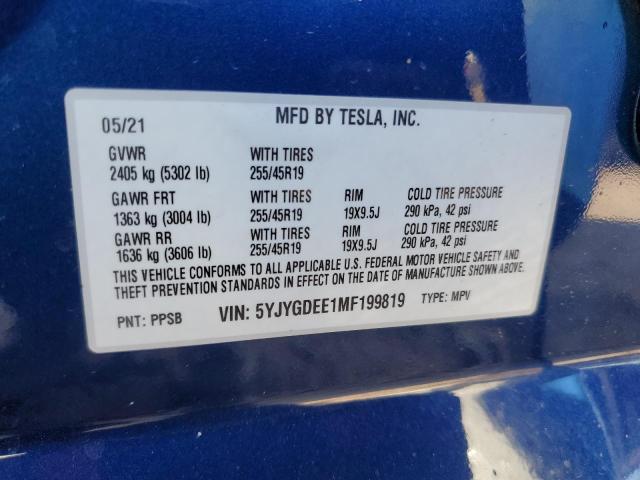 05/21 MFD BY TESLA, INC.
GVWR WITH TIRES
2405 kg (5302 lb) 255/45R19
GAWR FRT WITH TIRES RIM COLD TIRE PRESSURE
1363 kg (3004 lb) 255/45R19 19X9.5J 290 kPa, 42 psi
GAWR RR WITH TIRES RIM COLD TIRE PRESSURE
1636 kg (3606 lb) 255/45R19 19X9.5J 290 kPa, 42 psi
THIS VEHICLE CONFORMS TO ALL APPLICABLE U.S. FEDERAL MOTOR VEHICLE SAFETY AND
THEFT PREVENTION STANDARDS IN EFFECT ON THE DATE OF MANUFACTURE SHOWN ABOVE.
PNT: PPSB VIN: 5YJYGDEE1MF199819 TYPE: MPV